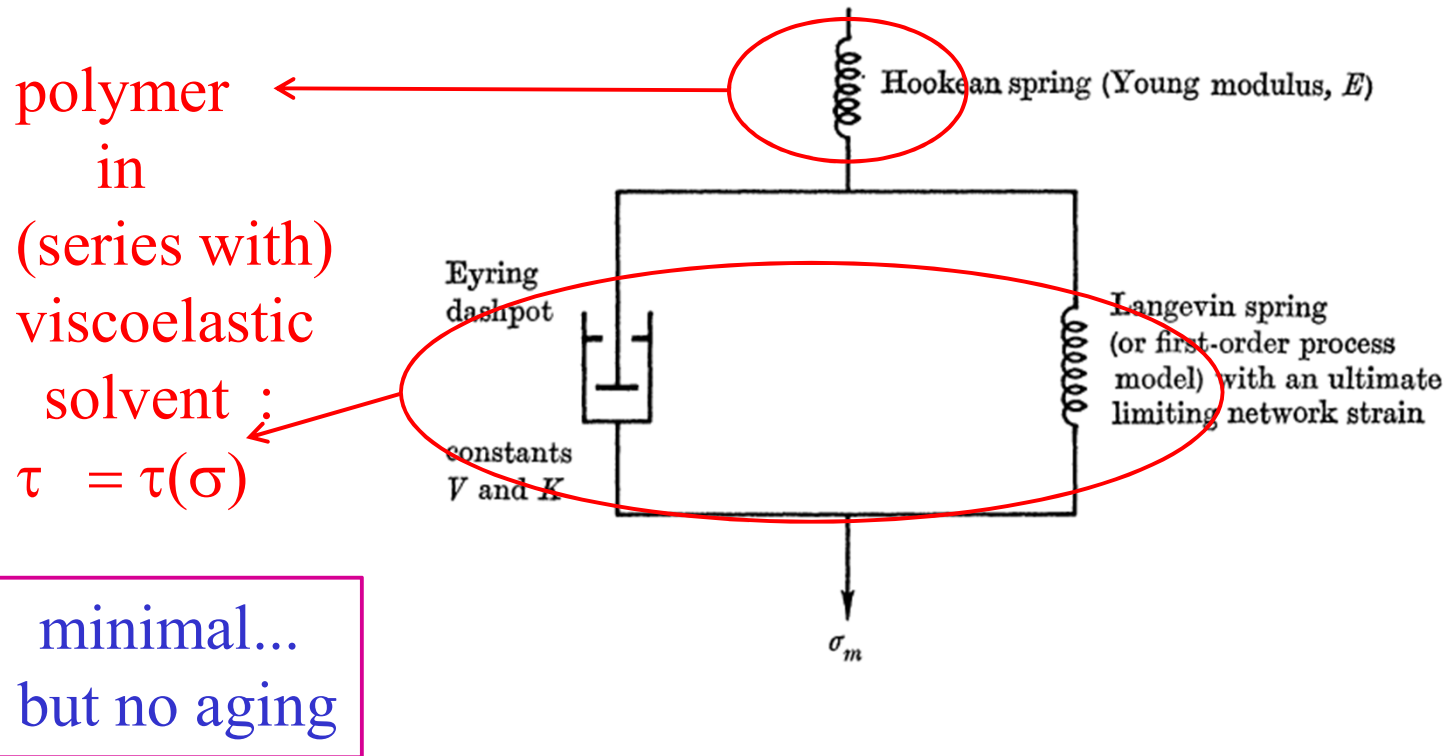 polymer
in
(series with)
viscoelastic
solvent :
τ = τ(σ)
minimal...
but no aging
Hookean spring (Young modulus, E)
Eyring
dashpot
constants
V and K
Langevin spring
(or first-order process
model) with an ultimate
limiting network strain
σm